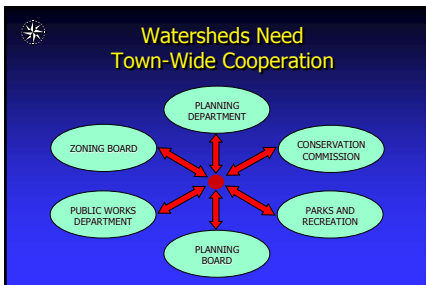 Watersheds Need
Town-Wide Cooperation
PLANNING
DEPARTMENT
ZONING BOARD
CONSERVATION
COMMISSION
PUBLIC WORKS
DEPARTMENT
PARKS AND
RECREATION
PLANNING
BOARD